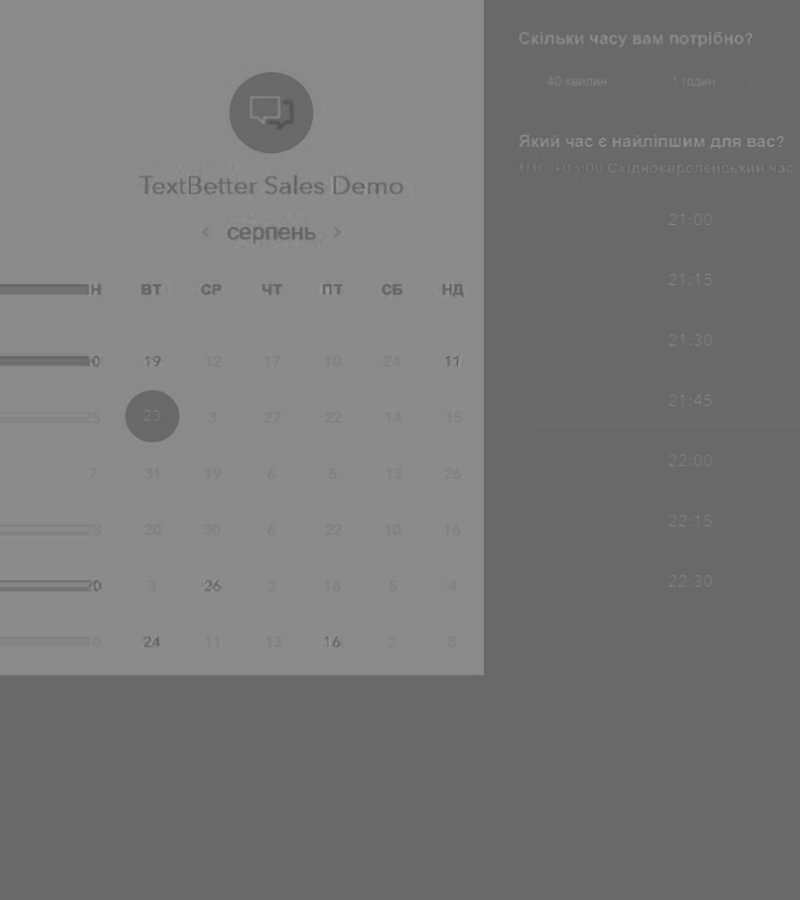 TextBetter Sales Demo
‹ серпень ›
Н ВТ СР ЧТ ПТ СБ НД
0 19 12 17 10 24 11
5 23 3 27 22 14 15
7 31 19 6 5 13 26
28 20 30 6 22 10 16
20 3 26 2 18 5 4
0 24 11 13 16 2 8
Скільки часу вам потрібно?
40 хвилин 1 годин
Який час є найліпшим для вас?
UTC +03:00 Східноєвропейський час
21:00
21:15
21:30
21:45
22:00
22:15
22:30